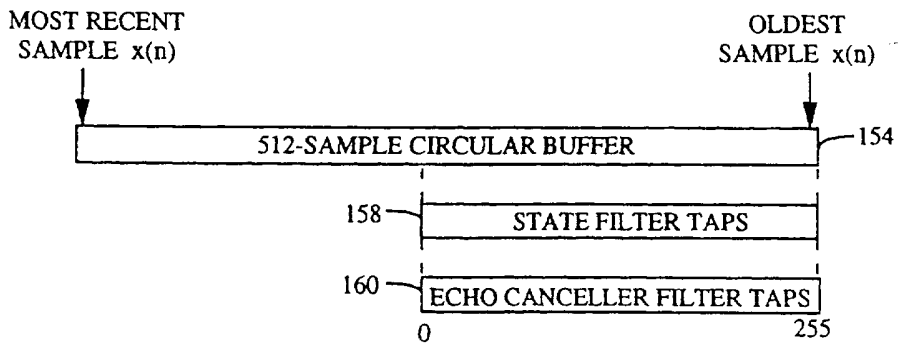 MOST RECENT
SAMPLE x(n)
OLDEST
SAMPLE x(n)
512-SAMPLE CIRCULAR BUFFER
154
158
STATE FILTER TAPS
160
ECHO CANCELLER FILTER TAPS
0
255